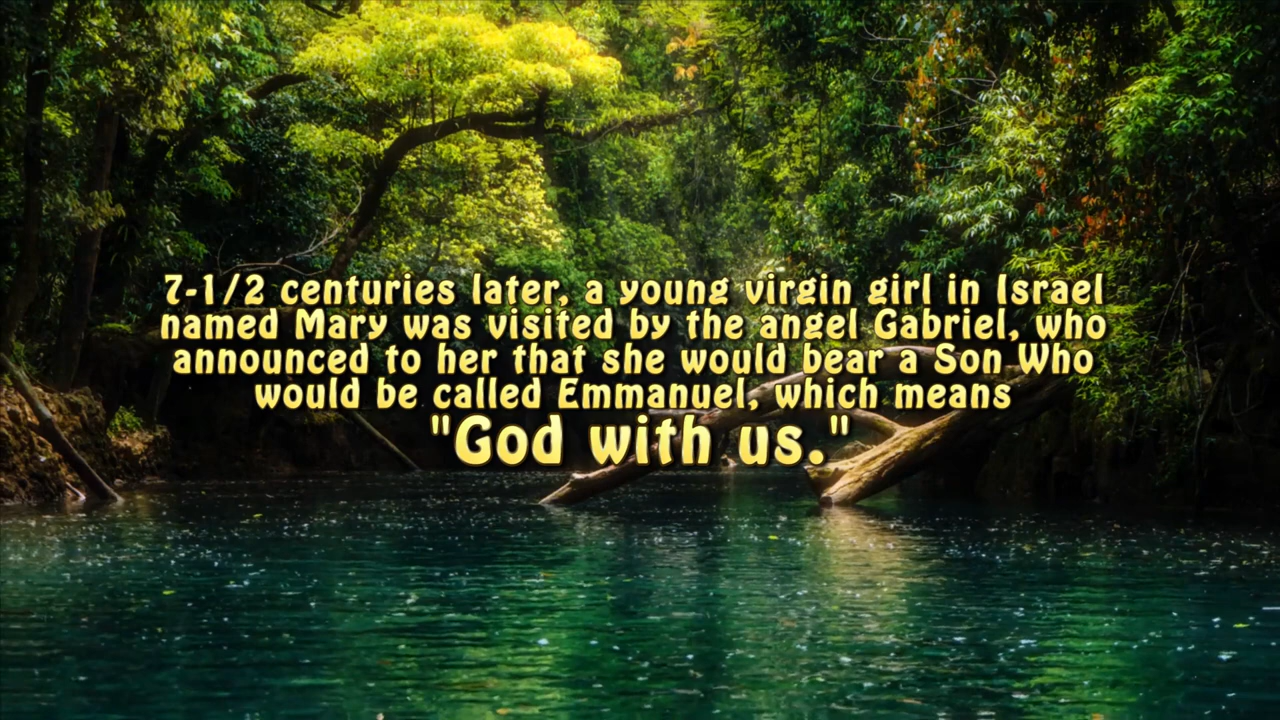 7-1/2 centuries later, a young virgin girl in Israel
named Mary was visited by the angel Gabriel, who
announced to her that she would bear a Son Who
would be called Emmanuel, which means
"God with us."